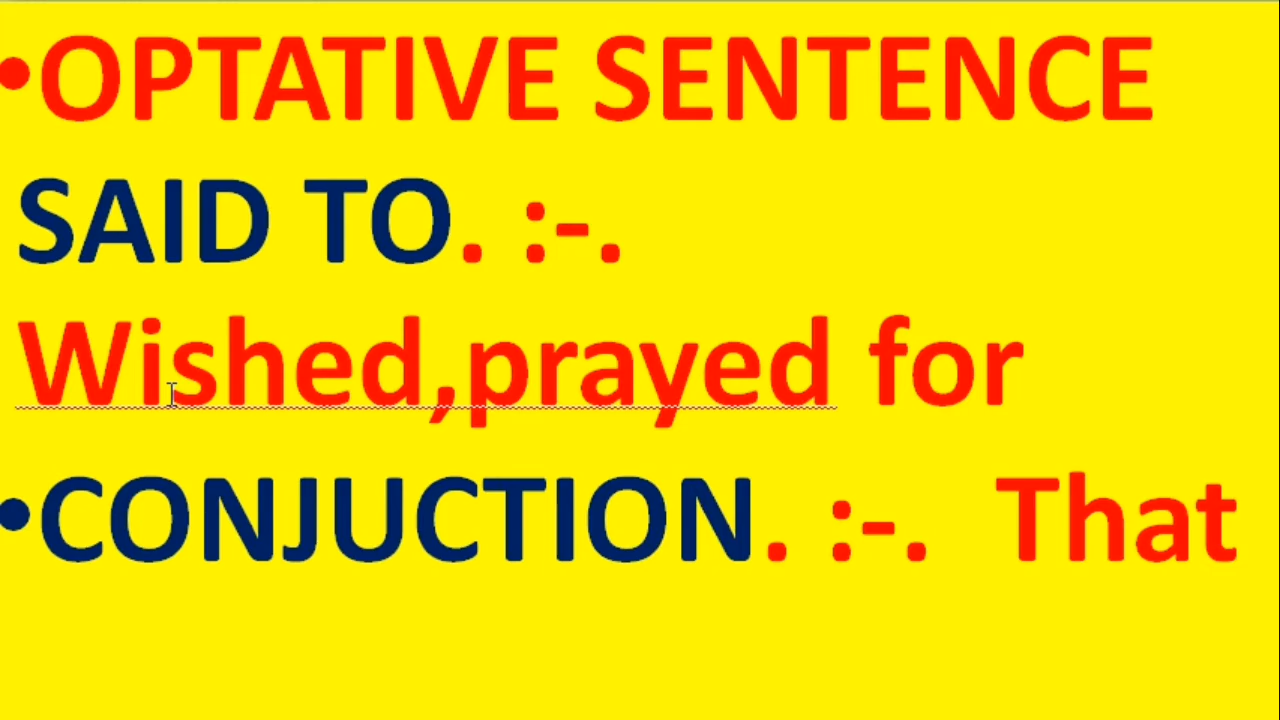 •OPTATIVE SENTENCE
SAID TO. :-.
Wished,prayed for
•CONJUCTION. :-. That